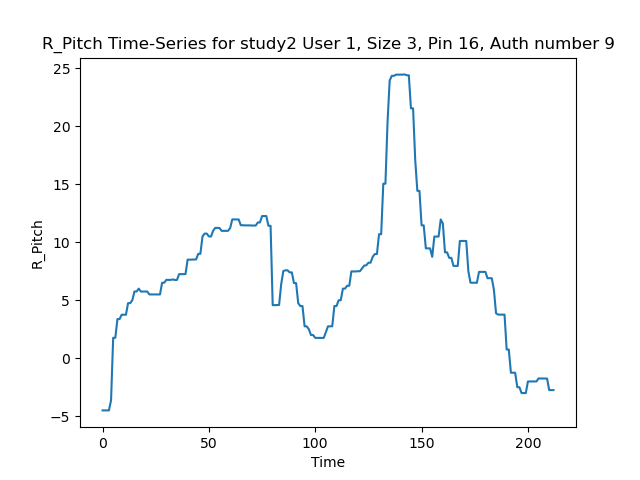 R_Pitch Time-Series for study2 User 1, Size 3, Pin 16, Auth number 9
25
20
15
10
5
0
−5
R_Pitch
0 50 100 150 200
Time